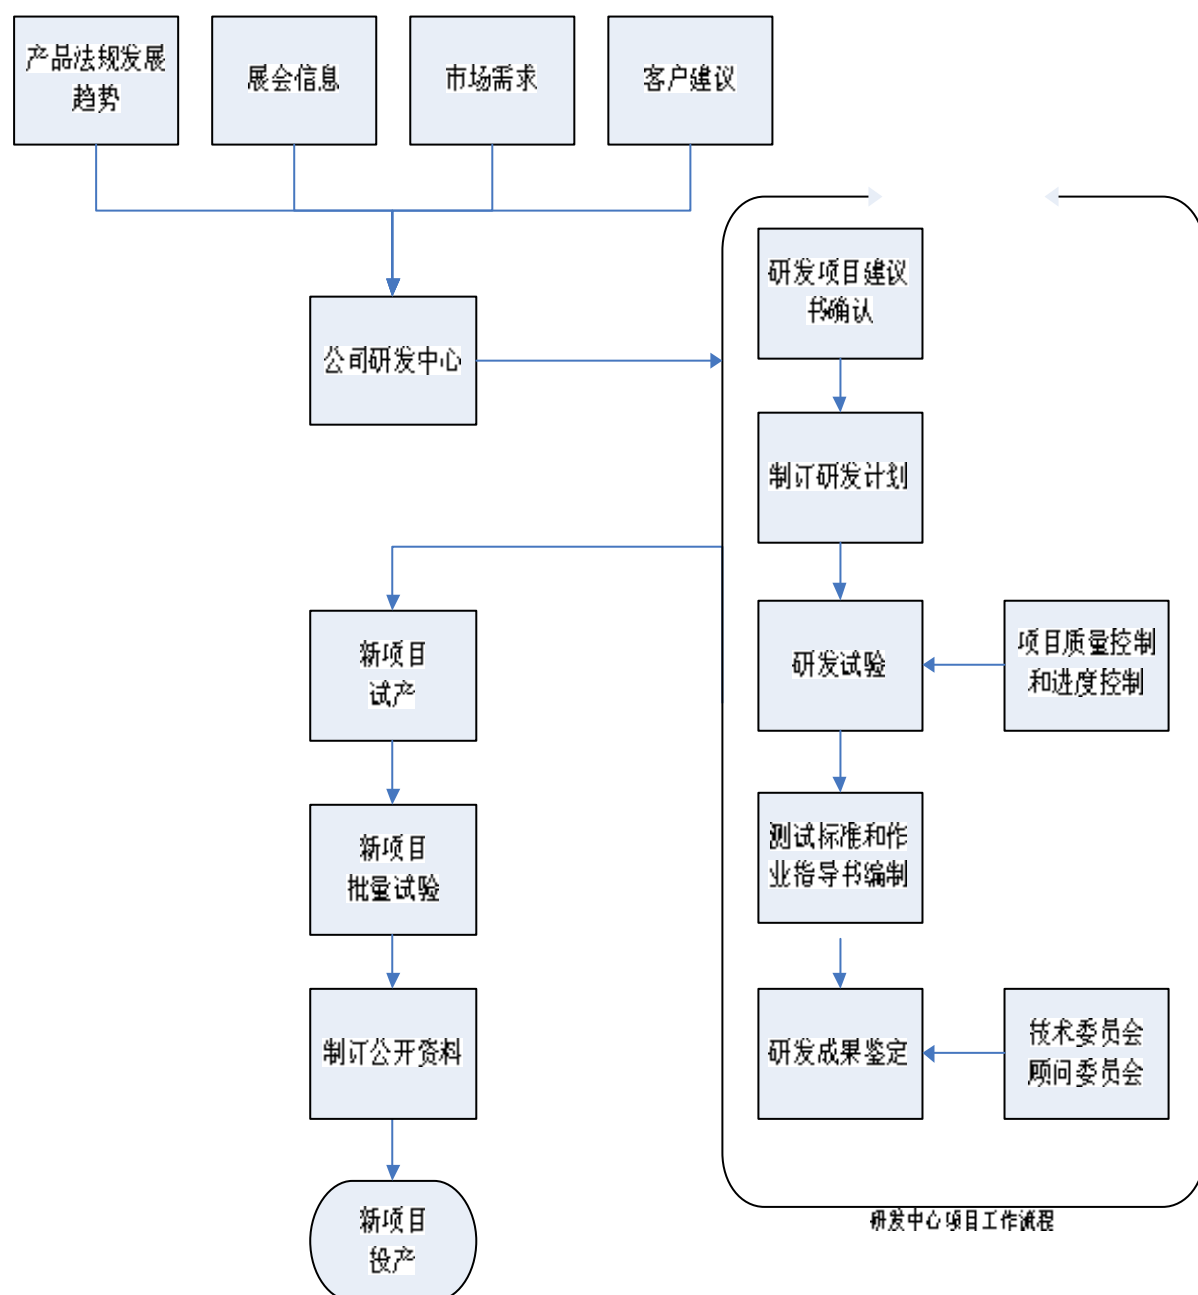 产品法规发展
趋势
展会信息
市场需求
客户建议
公司研发中心
研发项目建议
书确认
制订研发计划
研发试验
项目质量控制
和进度控制
测试标准和作
业指导书编制
研发成果鉴定
技术委员会
顾问委员会
研发中心项目工作流程
新项目
试产
新项目
批量试验
制订公开资料
新项目
投产